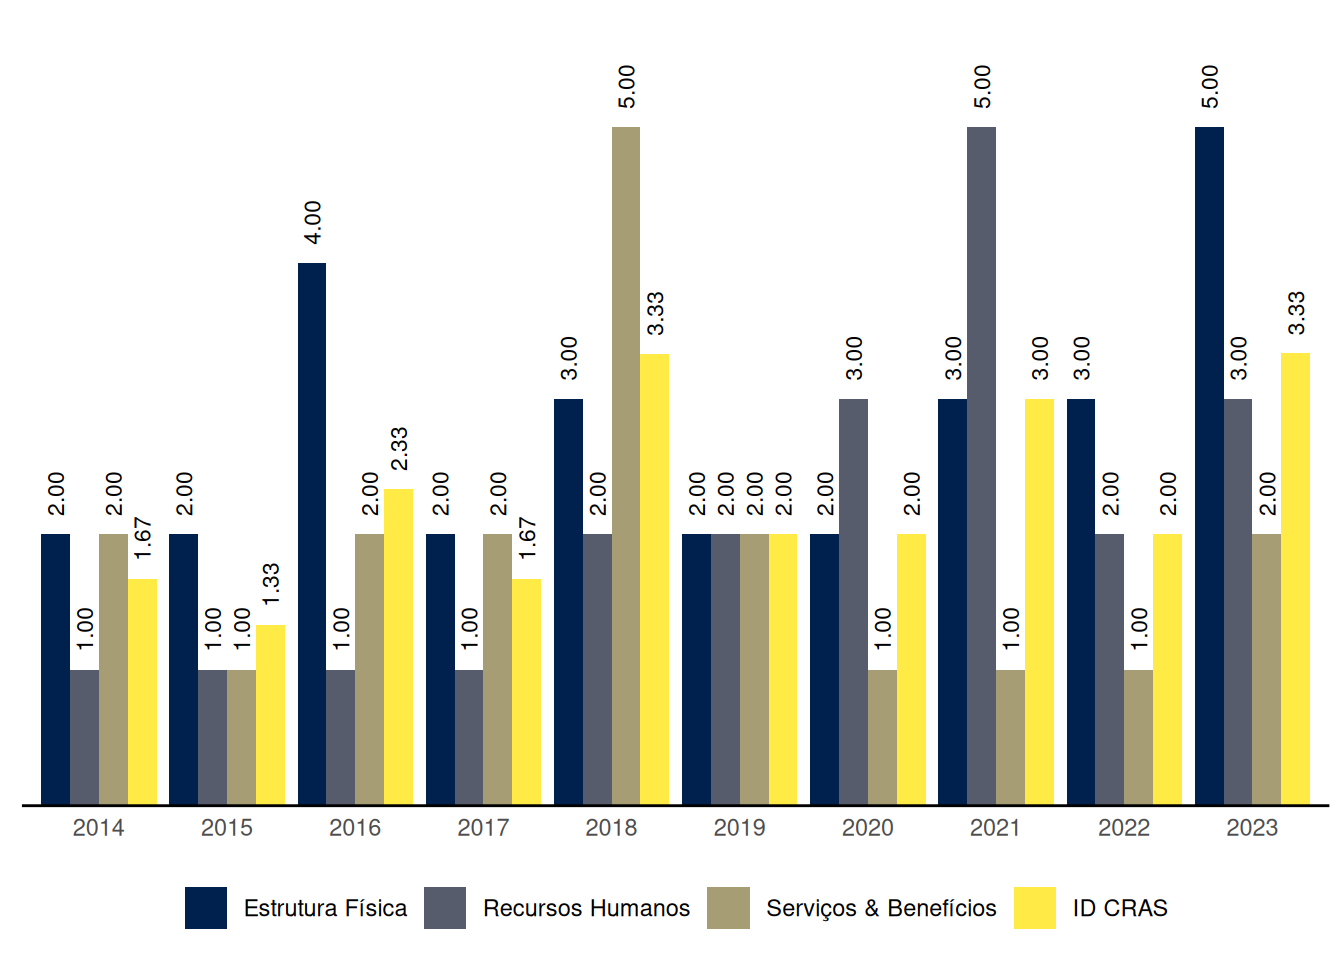 2.00 1.00 2.00 1.67
2.00 1.00 1.00 1.33
4.00 1.00 2.00 2.33
2.00 1.00 2.00 1.67
3.00 2.00 5.00 3.33
2.00 2.00 2.00 2.00
2.00 3.00 1.00 2.00
3.00 5.00 1.00 3.00
3.00 2.00 1.00 2.00
5.00 3.00 2.00 3.33
2014 2015 2016 2017 2018 2019 2020 2021 2022 2023
Estrutura Física Recursos Humanos Serviços & Benefícios ID CRAS